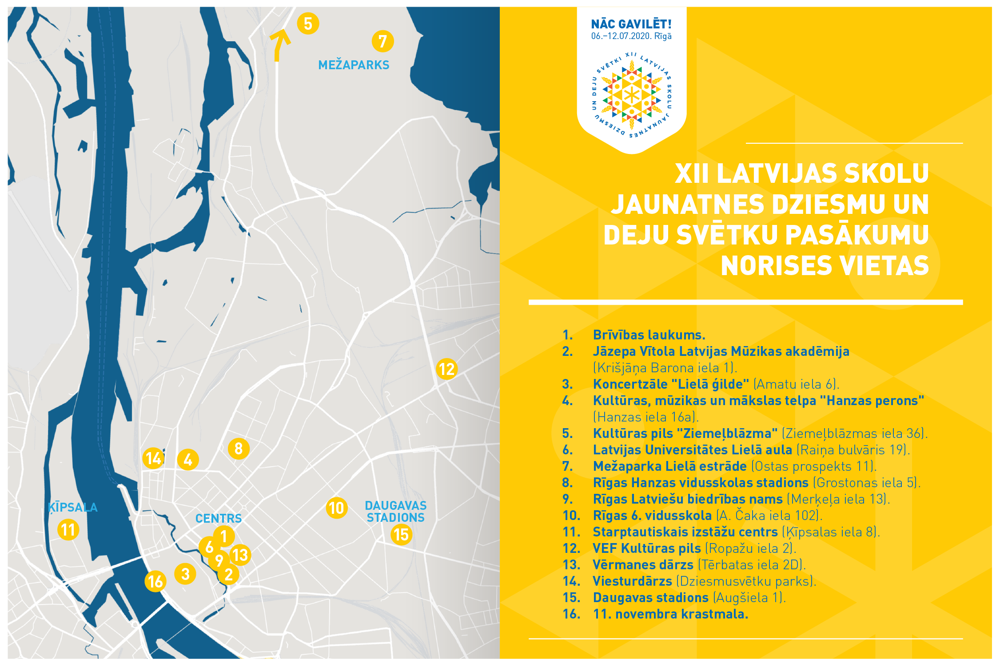 5
7
MEŽAPARKS
12
8
14
4
ĶĪPSALA
11
CENTRS
10
DAUGAVAS
STADIONS
15
1
6
13
9
2
3
16
NĀC GAVILĒT!
06.–12.07.2020. Rīgā
XII LATVIJAS SKOLU JAUNATNES DZIESMU UN DEJU SVĒTKI
XII LATVIJAS SKOLU
JAUNATNES DZIESMU UN
DEJU SVĒTKU PASĀKUMU
NORISES VIETAS
1. Brīvības laukums.
2. Jāzepa Vītola Latvijas Mūzikas akadēmija
(Krišjāņa Barona iela 1).
3. Koncertzāle "Lielā ģilde" (Amatu iela 6).
4. Kultūras, mūzikas un mākslas telpa "Hanzas perons"
(Hanzas iela 16a).
5. Kultūras pils "Ziemeļblāzma" (Ziemeļblāzmas iela 36).
6. Latvijas Universitātes Lielā aula (Raiņa bulvāris 19).
7. Mežaparka Lielā estrāde (Ostas prospekts 11).
8. Rīgas Hanzas vidusskolas stadions (Grostonas iela 5).
9. Rīgas Latviešu biedrības nams (Merķeļa iela 13).
10. Rīgas 6. vidusskola (A. Čaka iela 102).
11. Starptautiskais izstāžu centrs (Ķīpsalas iela 8).
12. VEF Kultūras pils (Ropažu iela 2).
13. Vērmanes dārzs (Tērbatas iela 2D).
14. Viesturdārzs (Dziesmusvētku parks).
15. Daugavas stadions (Augšiela 1).
16. 11. novembra krastmala.